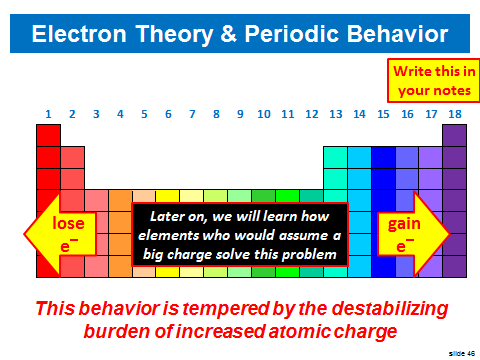 Electron Theory & Periodic Behavior
Write this in
your notes
1 2 3 4 5 6 7 8 9 10 11 12 13 14 15 16 17 18
lose
e–
Later on, we will learn how
elements who would assume a
big charge solve this problem
gain
e–
This behavior is tempered by the destabilizing
burden of increased atomic charge
slide 46